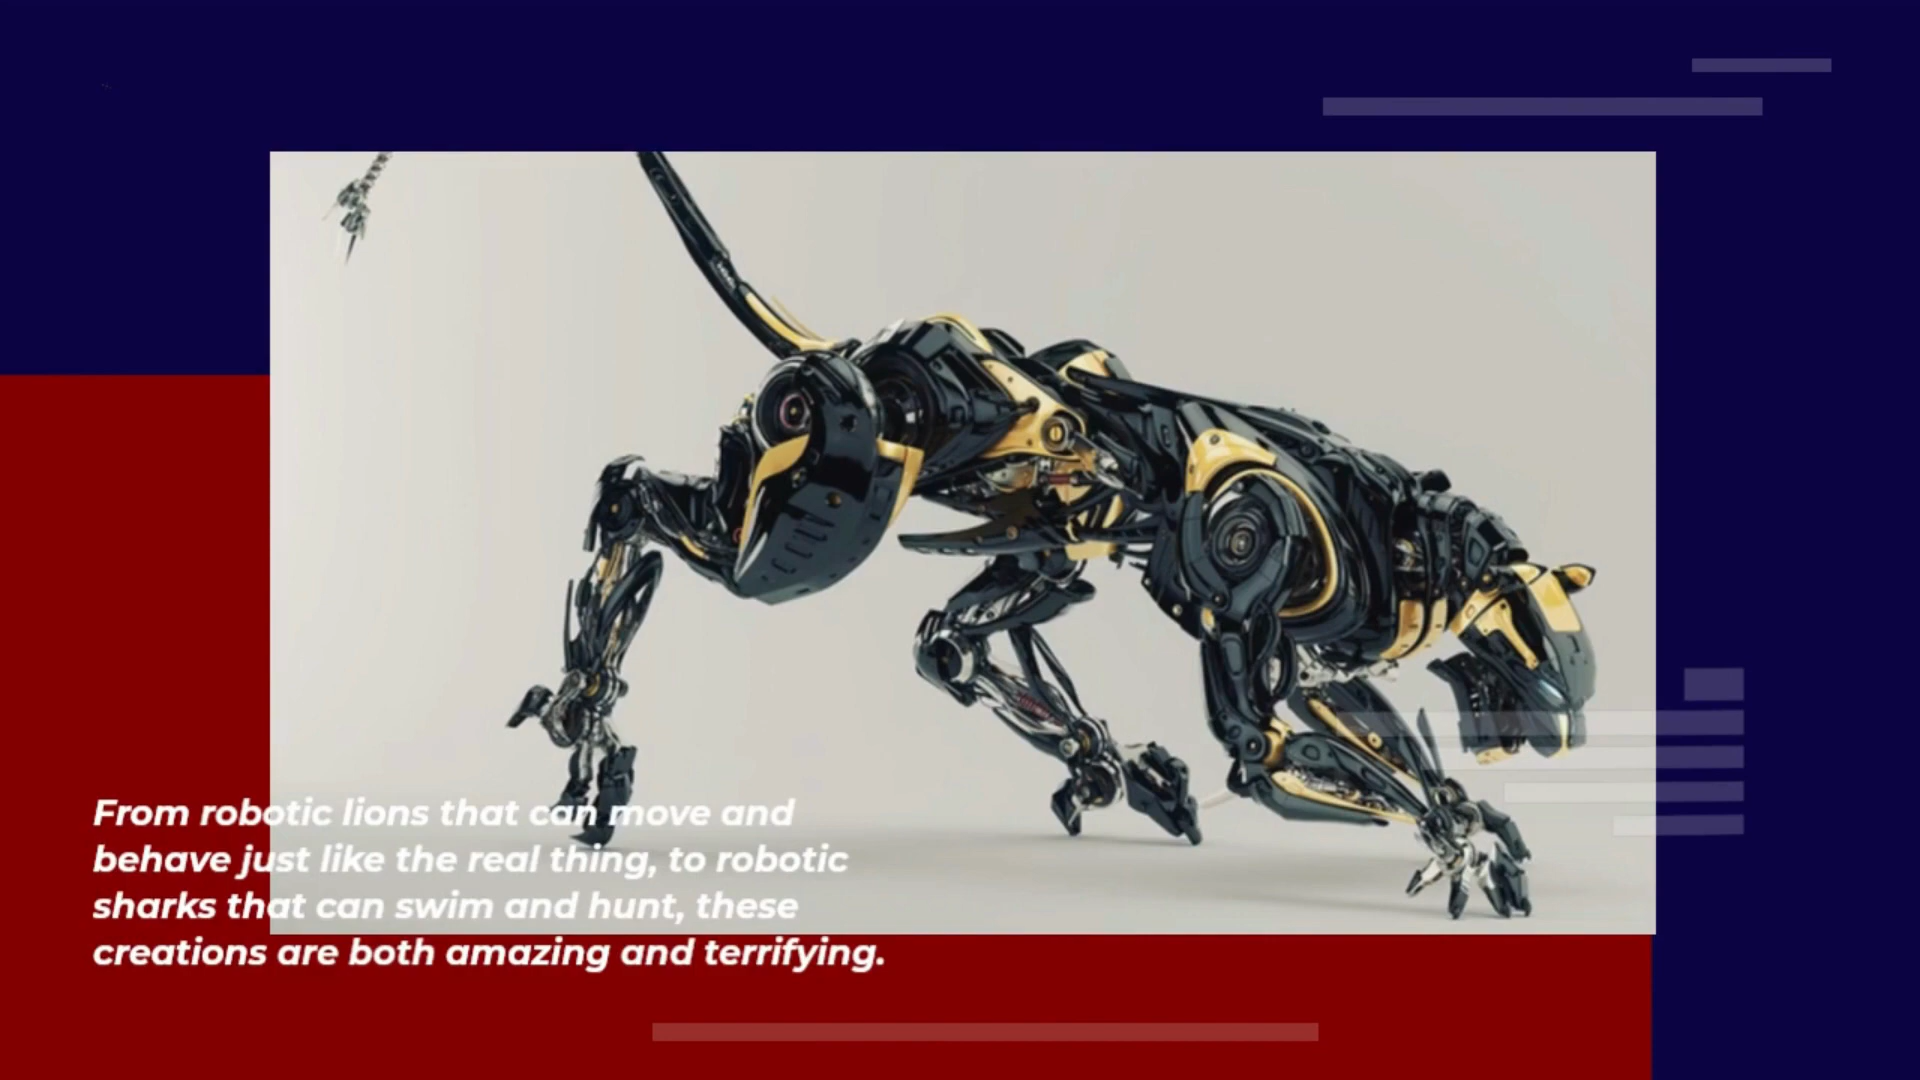 From robotic lions that can move and
behave just like the real thing, to robotic
sharks that can swim and hunt, these
creations are both amazing and terrifying.